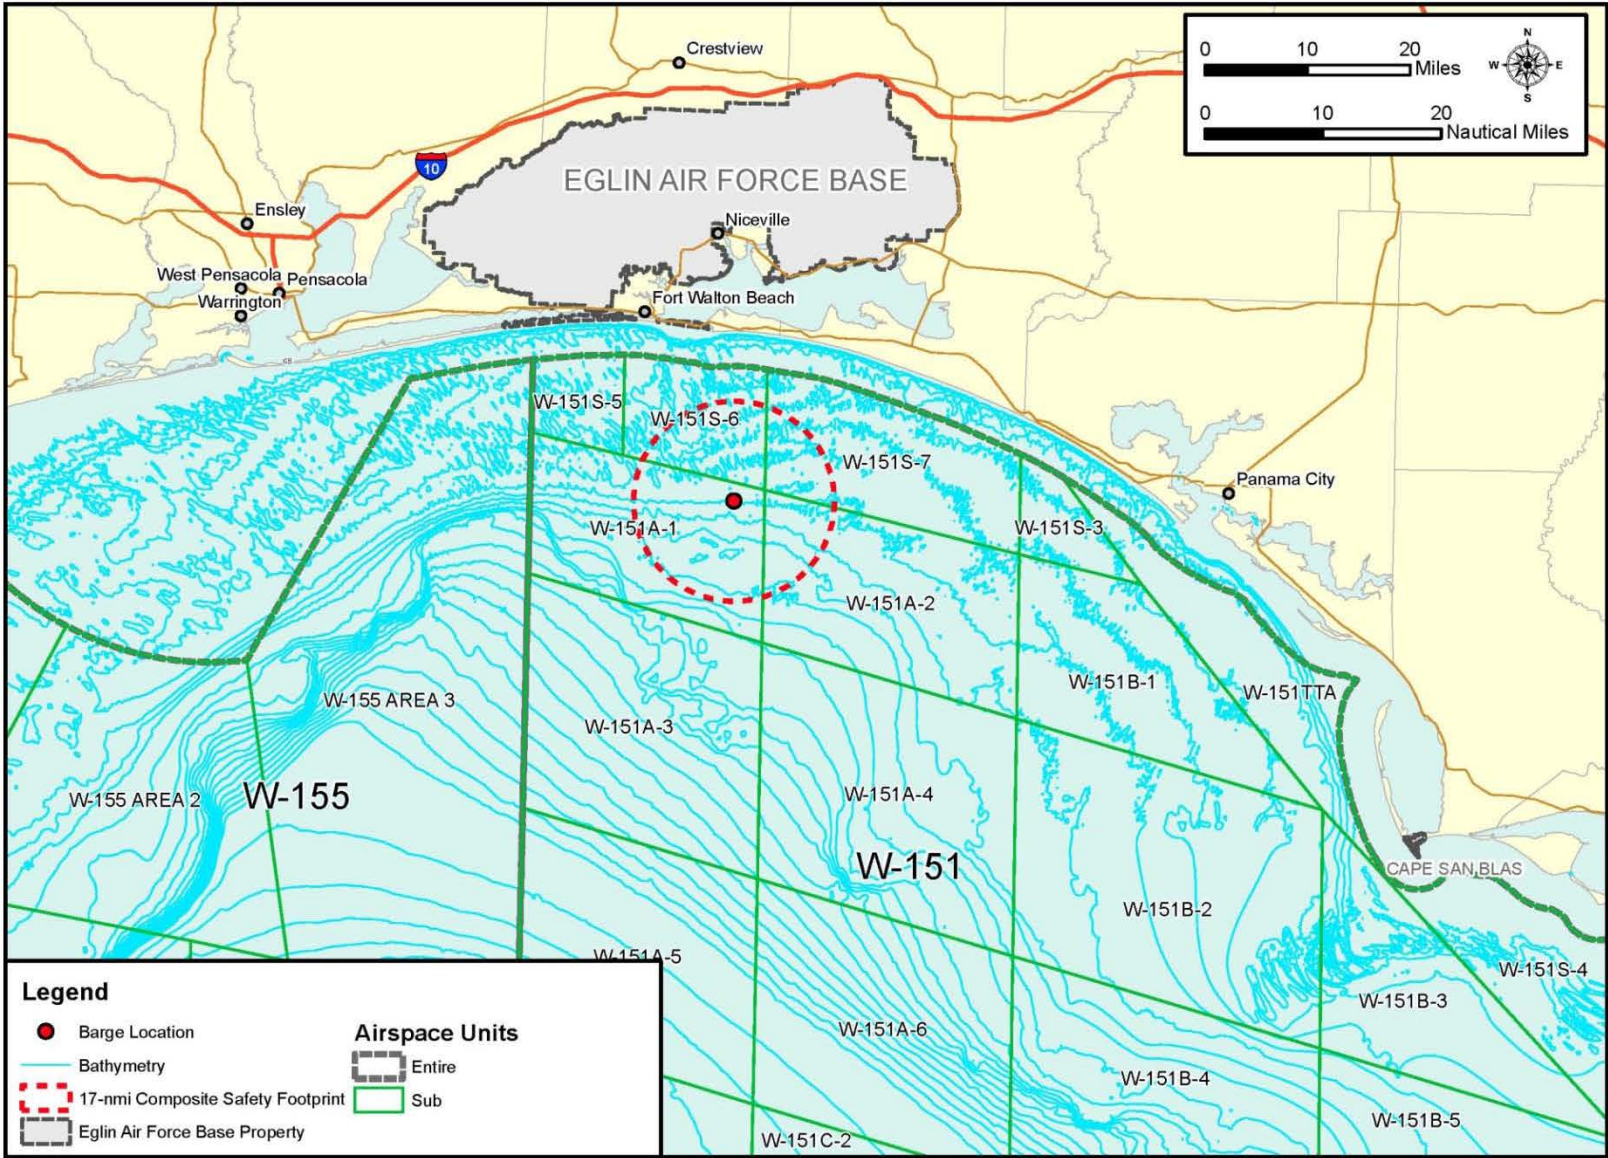 Crestview
0 10 20
Miles
N
W E
S
0 10 20
Nautical Miles
10
EGLIN AIR FORCE BASE
Ensley
Niceville
West Pensacola
Pensacola
Warrington
Fort Walton Beach
W-151S-5
W-151S-6
W-151S-7
Panama City
W-151A-1
W-151S-3
W-151A-2
W-155 AREA 3
W-151B-1
W-151TTA
W-151A-3
W-155 AREA 2
W-155
W-151A-4
W-151
CAPE SAN BLAS
W-151B-2
W-151A-5
W-151S-4
W-151B-3
W-151A-6
W-151B-4
W-151B-5
W-151C-2
Legend
Barge Location
Bathymetry
17-nmi Composite Safety Footprint
Eglin Air Force Base Property
Airspace Units
Entire
Sub